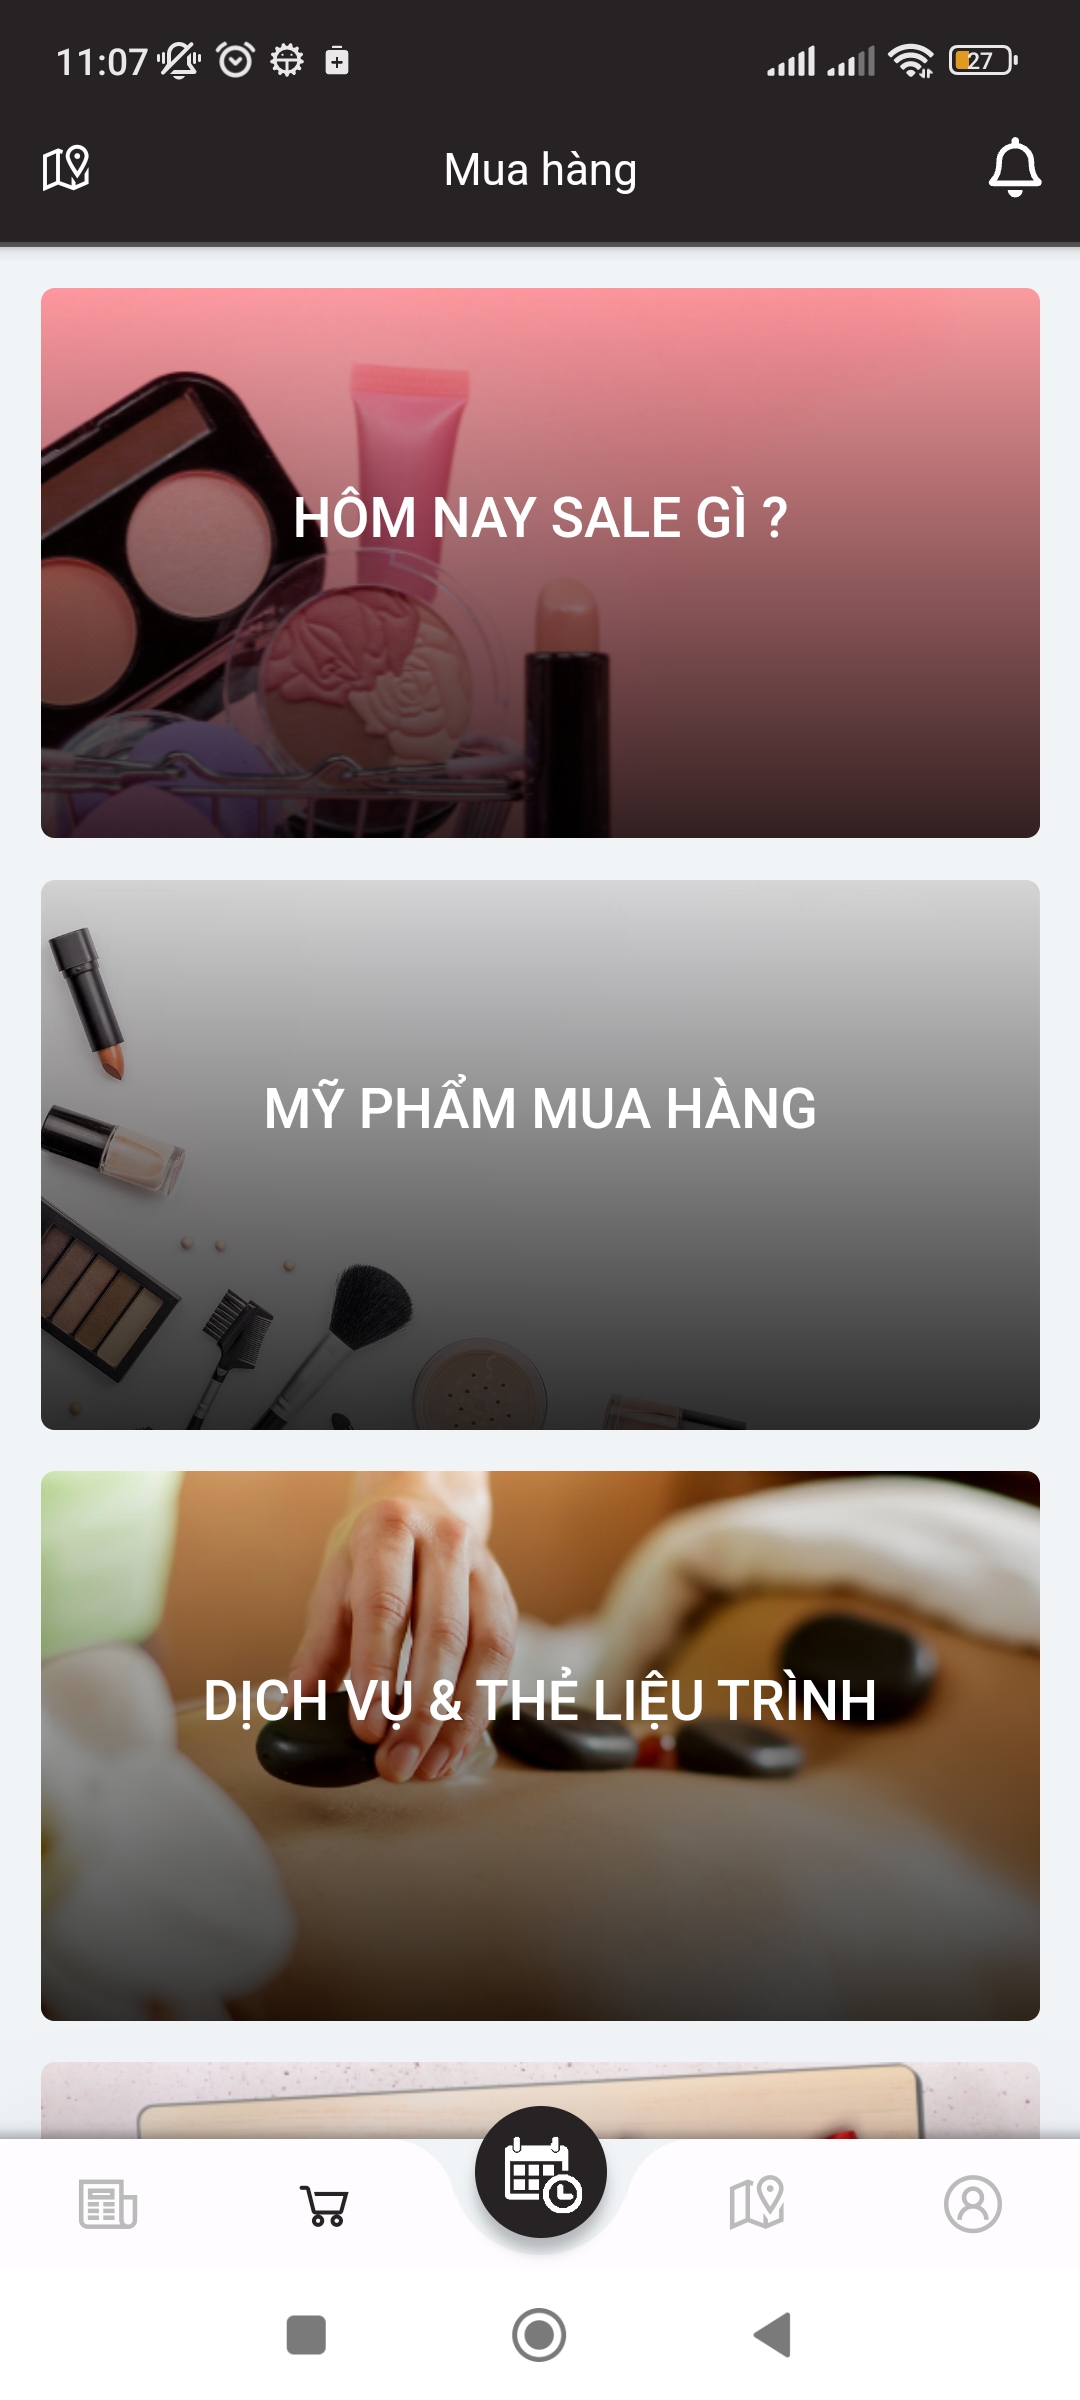 11:07
27
Mua hàng
HÔM NAY SALE GÌ ?
MỸ PHẨM MUA HÀNG
DỊCH VỤ & THẺ LIỆU TRÌNH